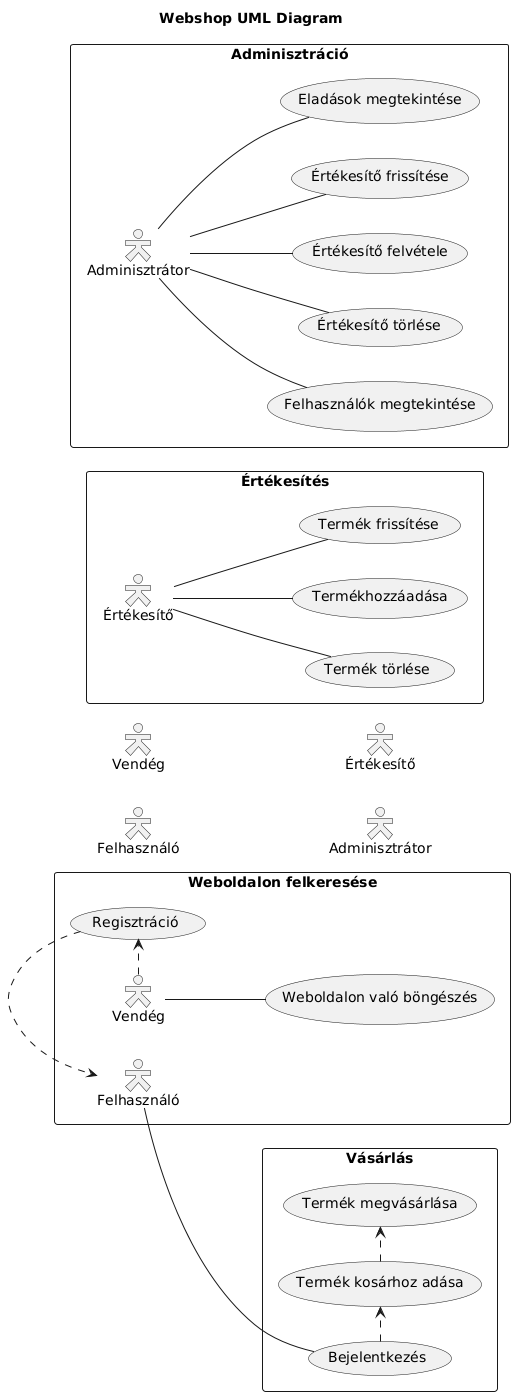 Webshop UML Diagram
Adminisztráció
Eladások megtekintése
Értékesítő frissítése
Adminisztrátor
Értékesítő felvétele
Értékesítő törlése
Felhasználók megtekintése
Értékesítés
Termék frissítése
Értékesítő
Termékhozzáadása
Termék törlése
Vendég
Értékesítő
Felhasználó
Adminisztrátor
Weboldalon felkeresése
Regisztráció
Vendég
Weboldalon való böngészés
Felhasználó
Vásárlás
Termék megvásárlása
Termék kosárhoz adása
Bejelentkezés